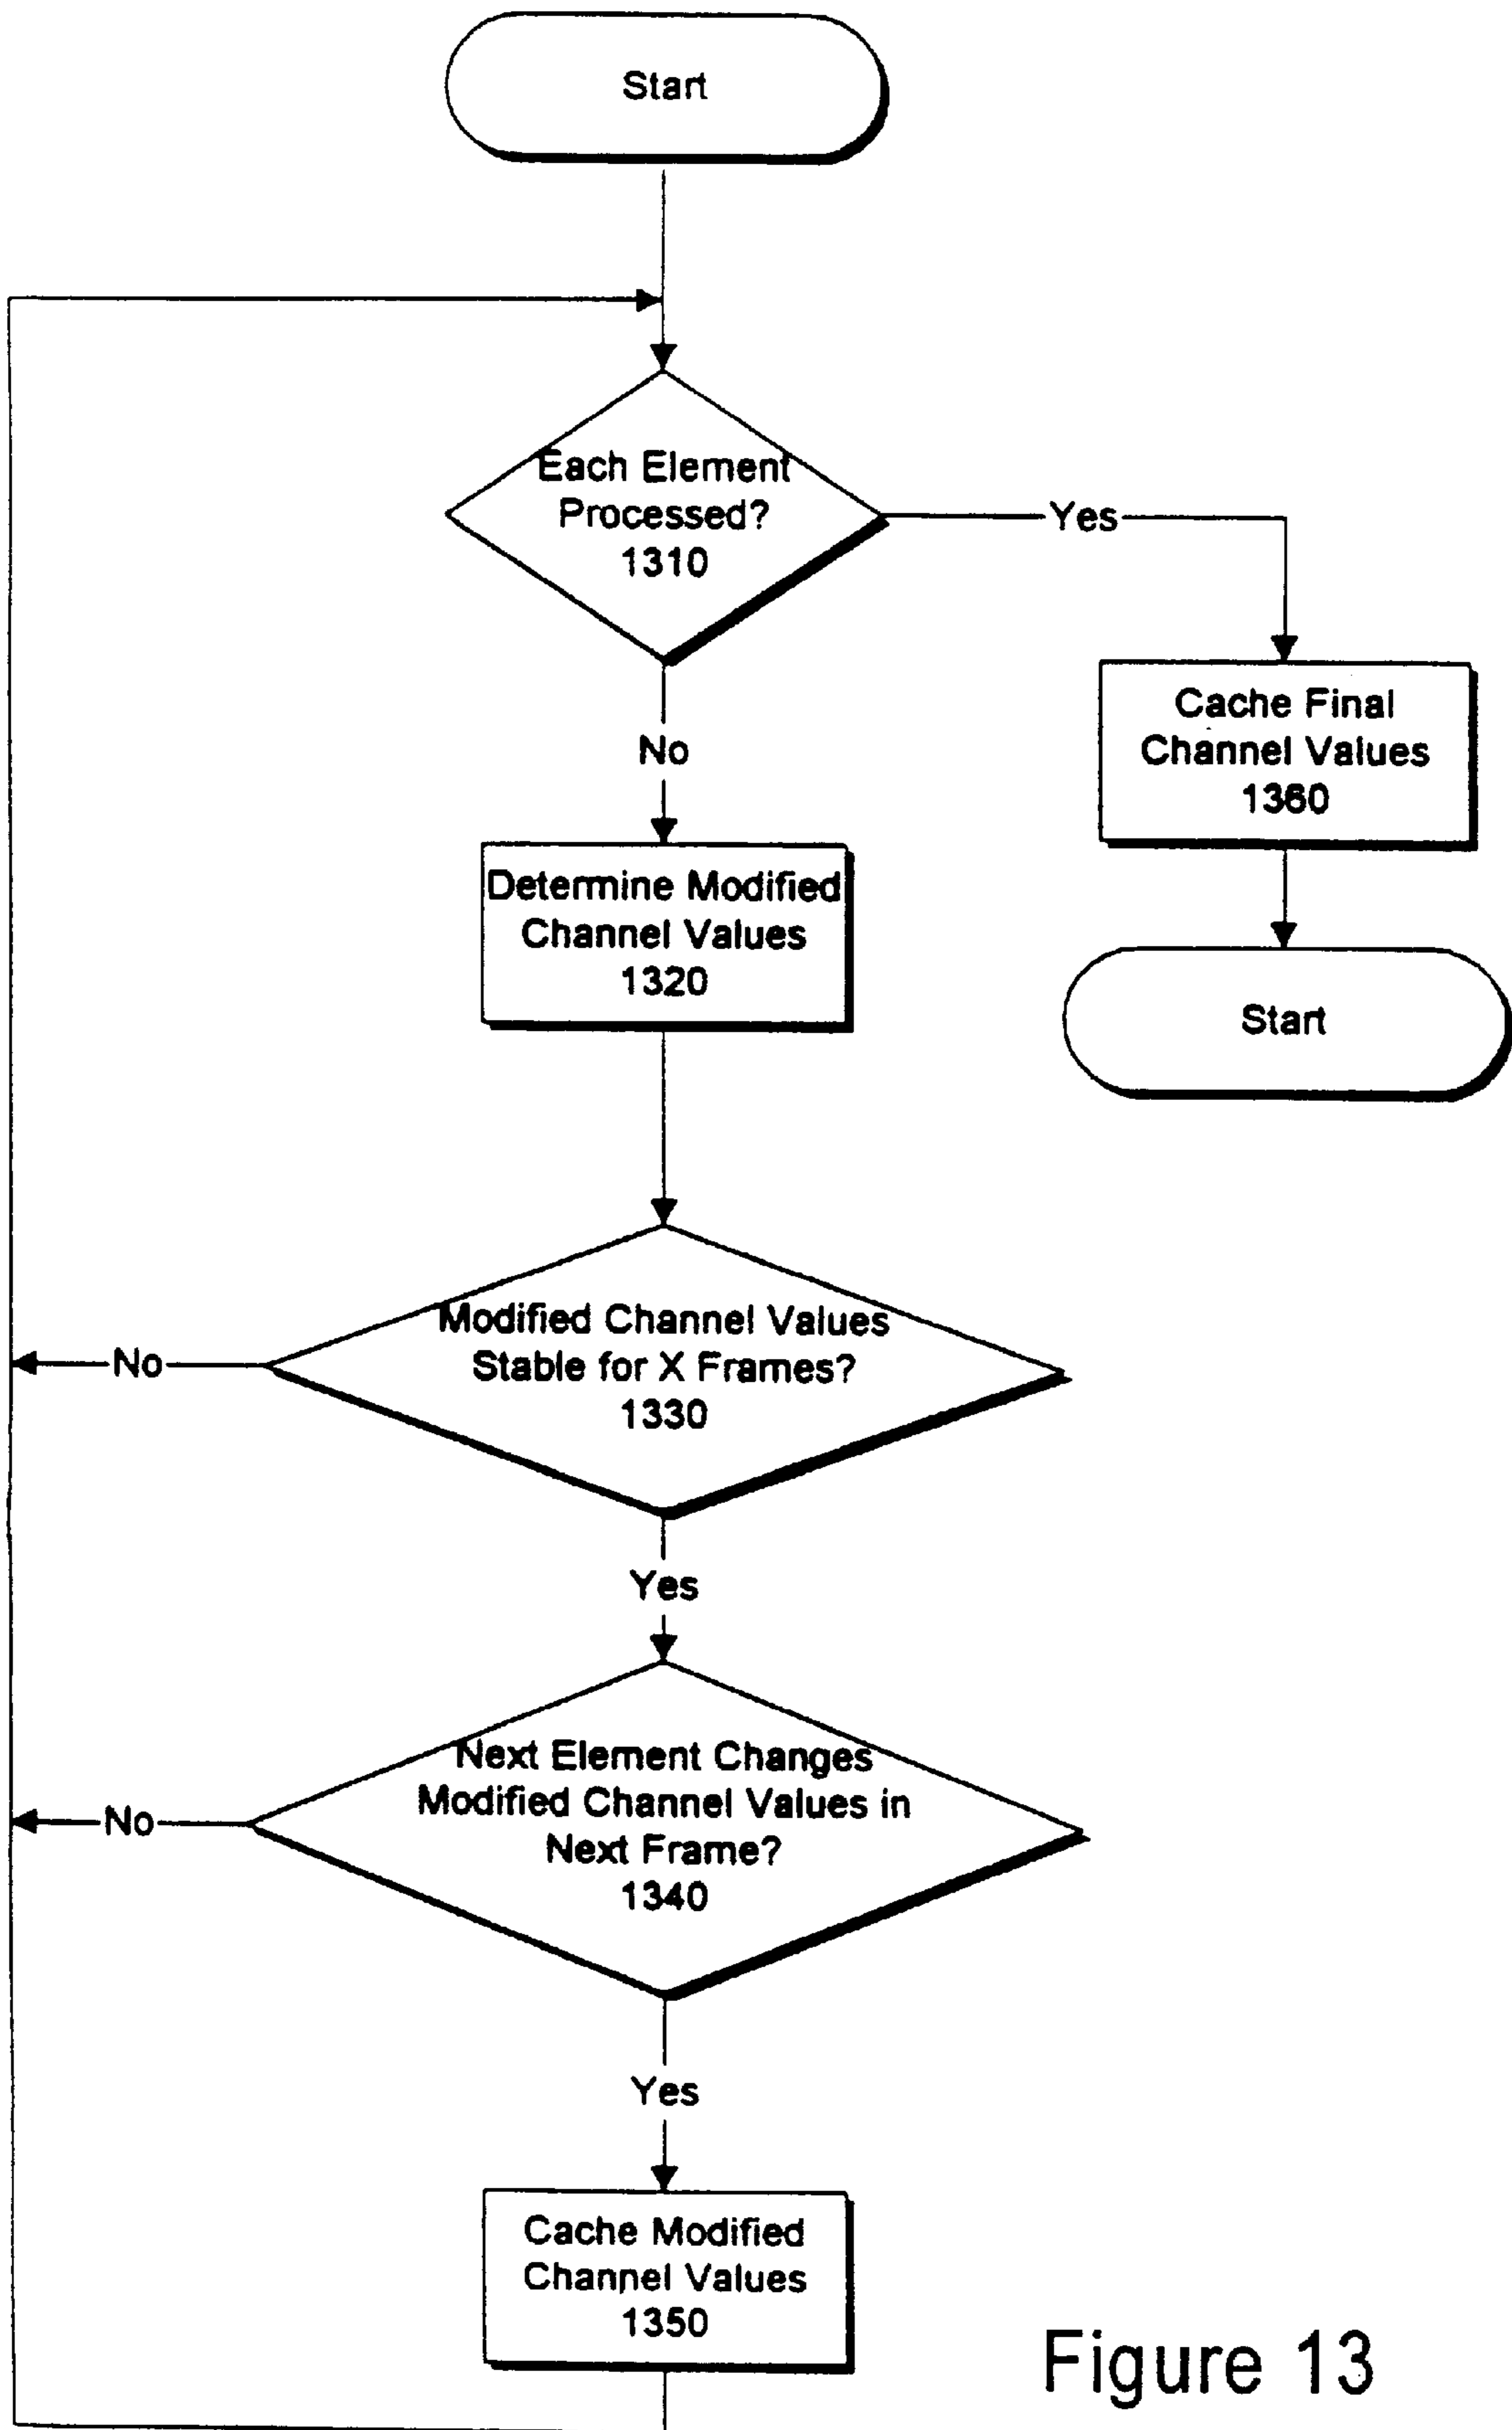 Start
Each Element
Processed?
1310
Yes
No
Cache Final
Channel Values
1360
Determine Modified
Channel Values
1320
Start
Modified Channel Values
Stable for X Frames?
1330
No
Yes
Next Element Changes
Modified Channel Values in
Next Frame?
1340
No
Yes
Cache Modified
Channel Values
1350
Figure 13